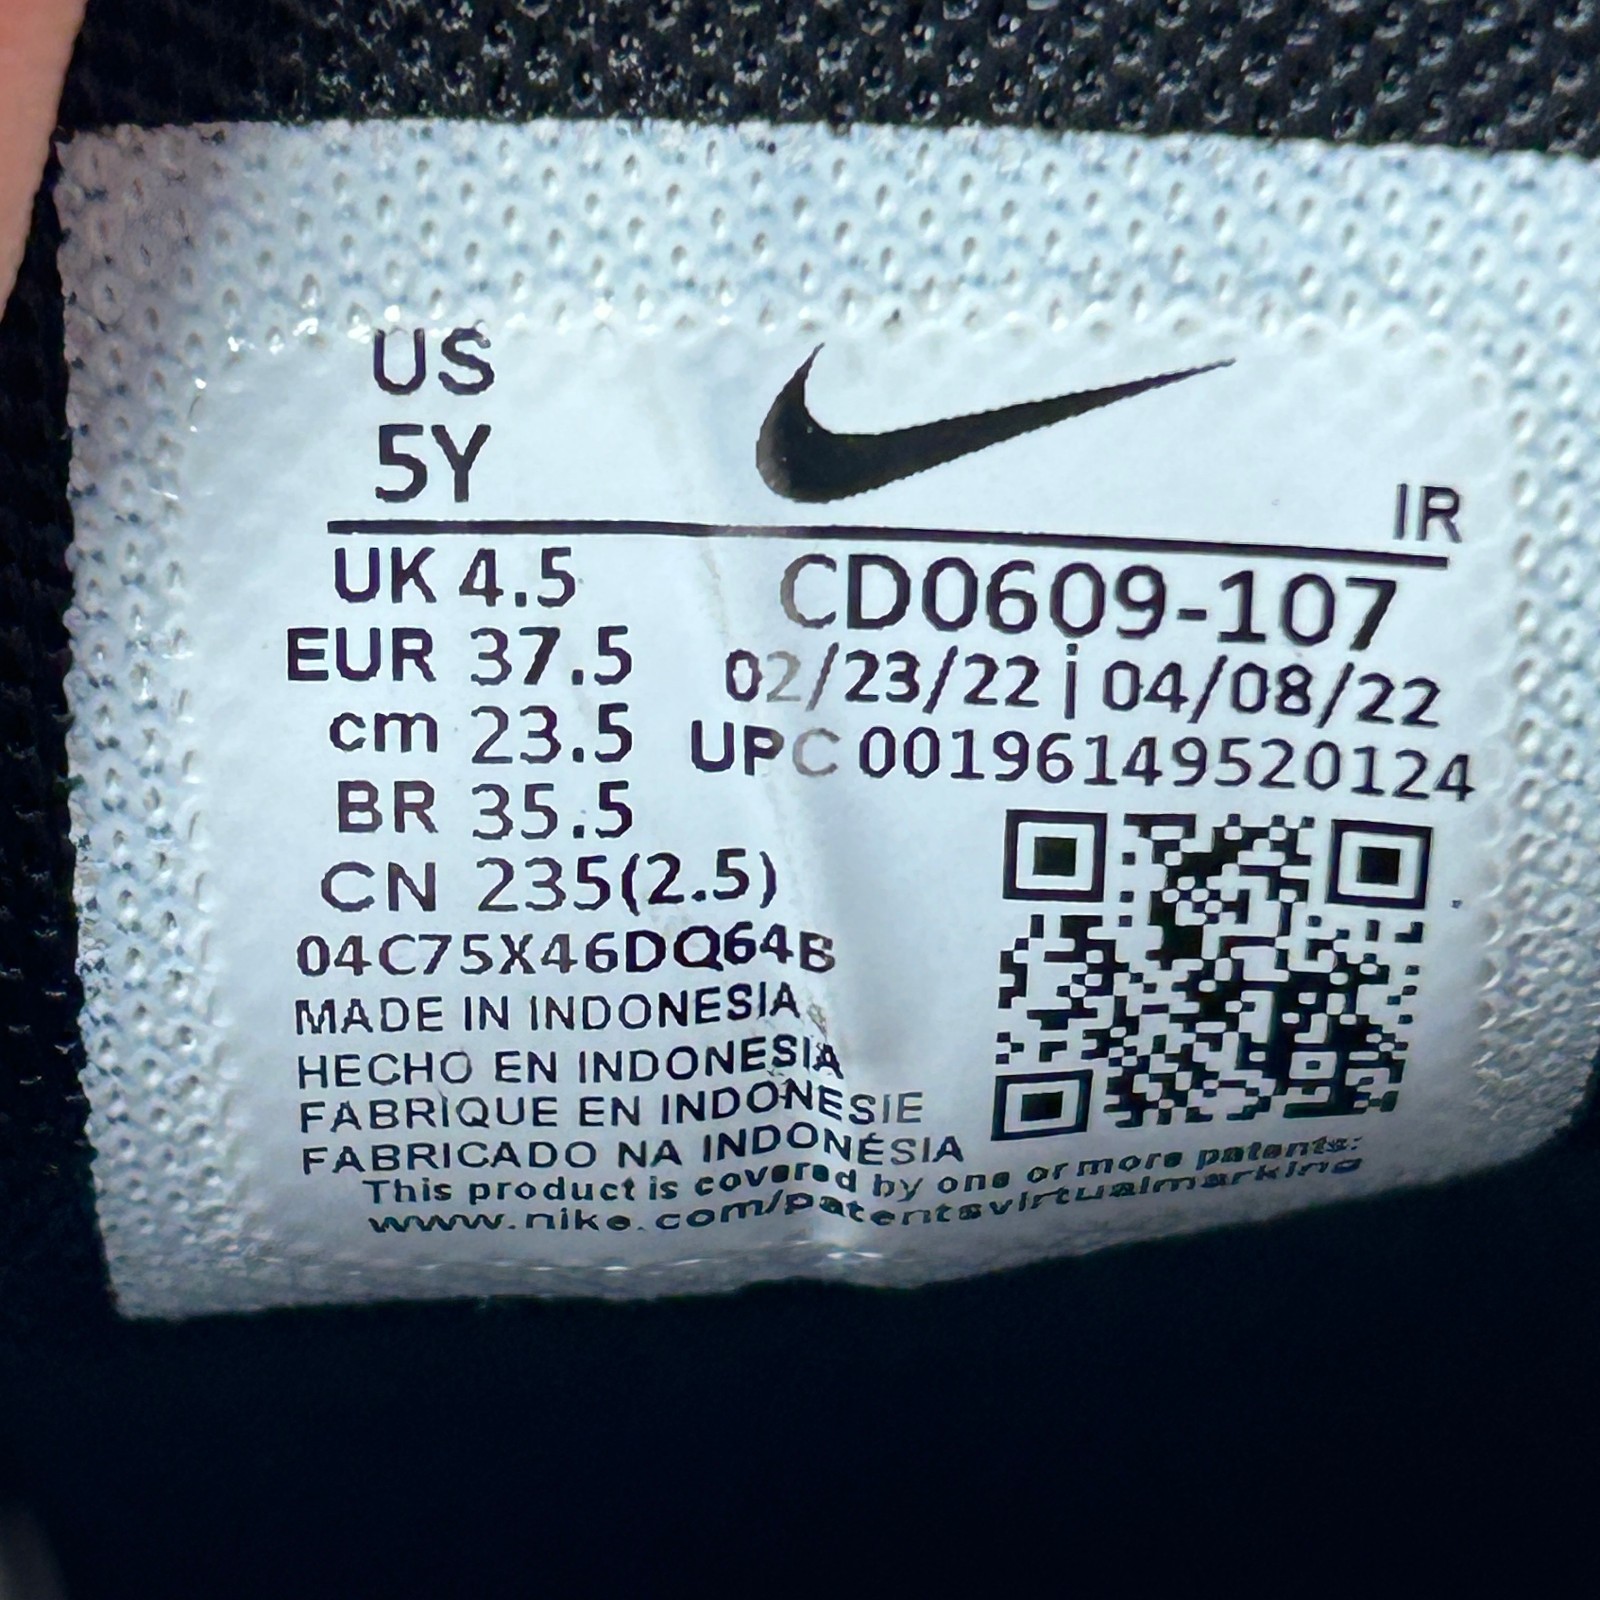 US
5Y
IR
UK 4.5
EUR 37.5
cm 23.5
BR 35.5
CN 235(2.5)
CD0609-107
02/23/22 | 04/08/22
UPC 00196149520124
04C75X46DQ64B
MADE IN INDONESIA
HECHO EN INDONESIA
FABRIQUE EN INDONESIE
FABRICADO NA INDONÉSIA
This product is covered by one or more patents:
www.nike.com/patentsvirtualmarking